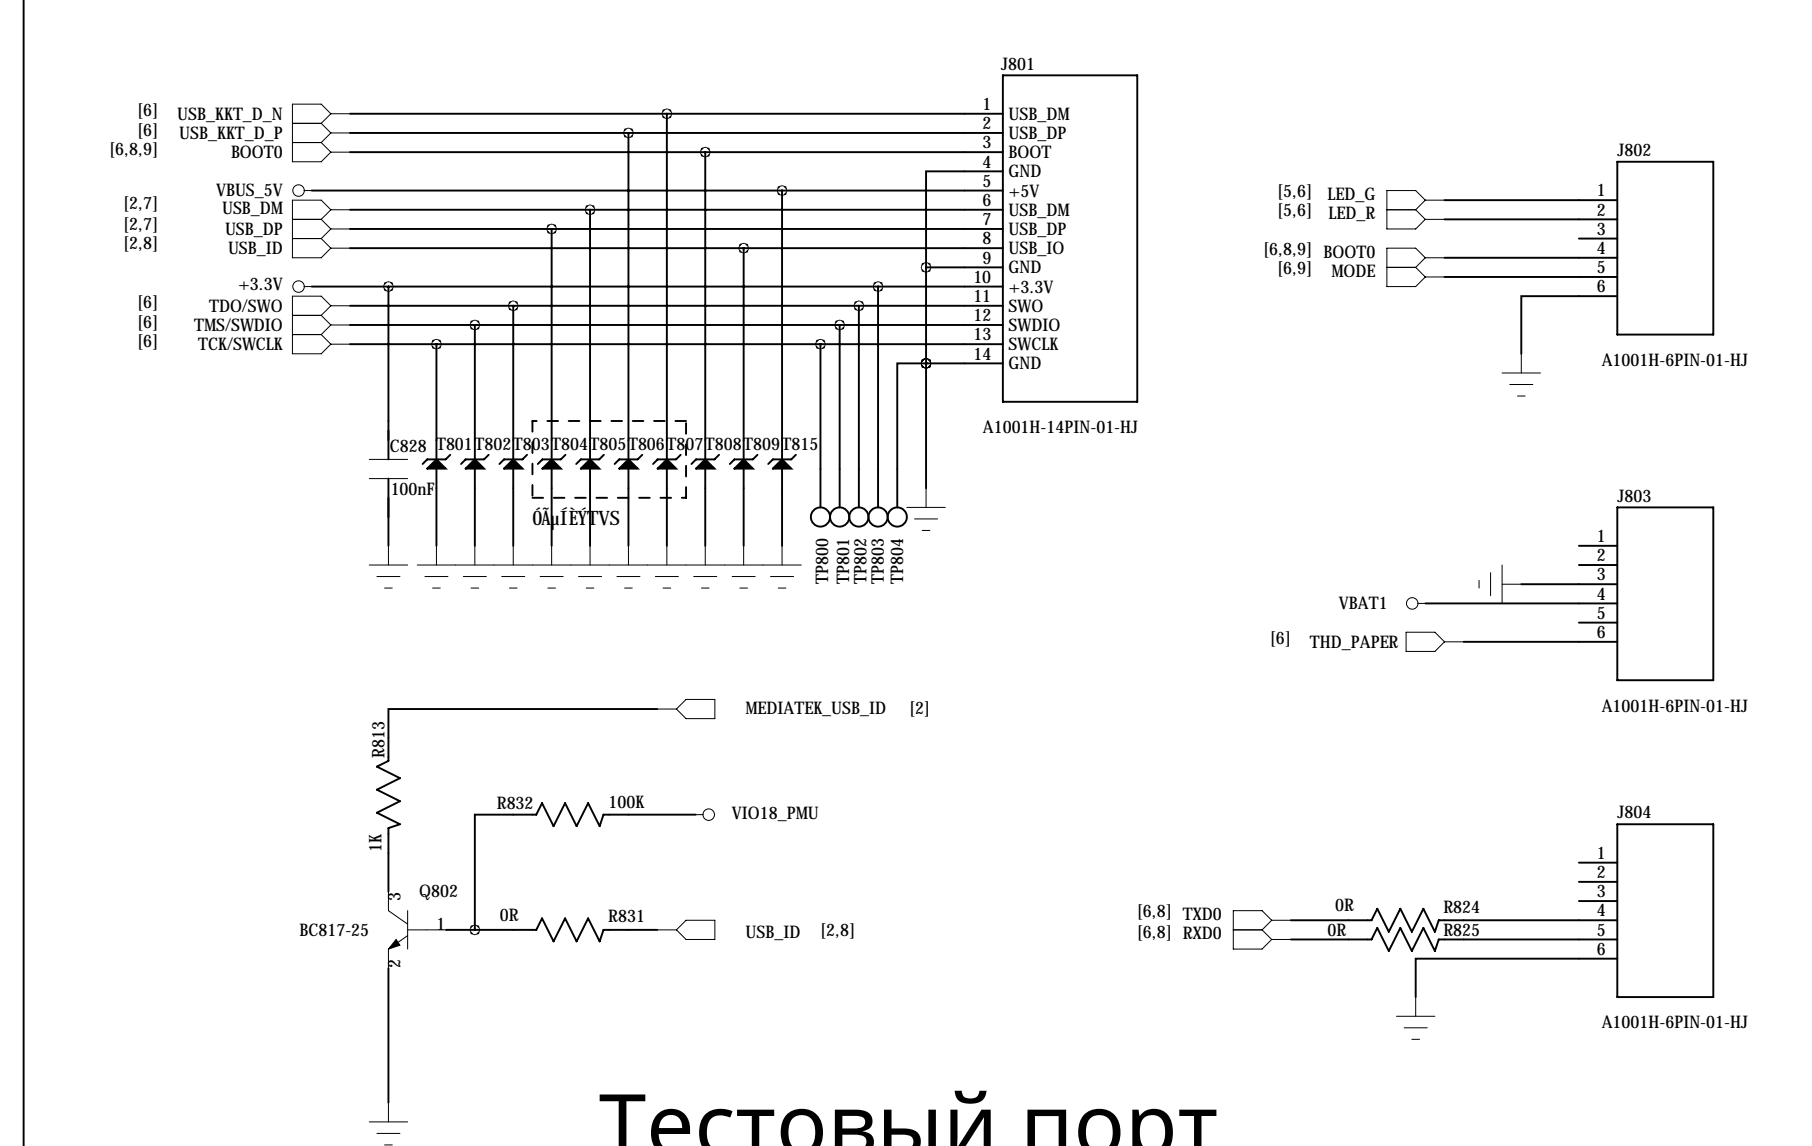 J801
[6] USB_KKT_D_N 1 USB_DM
[6] USB_KKT_D_P 2 USB_DP
[6,8,9] BOOT0 3 BOOT
4 GND
VBUS_5V 5 +5V
[2,7] USB_DM 6 USB_DM
[2,7] USB_DP 7 USB_DP
[2,8] USB_ID 8 USB_IO
9 GND
+3.3V 10 +3.3V
[6] TDO/SWO 11 SWO
[6] TMS/SWDIO 12 SWDIO
[6] TCK/SWCLK 13 SWCLK
14 GND
A1001H-14PIN-01-HJ
C828 T801 T802 T803 T804 T805 T806 T807 T808 T809 T815
100nF
ÓÃµÍÈÝTVS
TP800
TP801
TP802
TP803
TP804
J802
[5,6] LED_G 1
[5,6] LED_R 2
3
[6,8,9] BOOT0 4
[6,9] MODE 5
6
A1001H-6PIN-01-HJ
J803
1
2
3
VBAT1 4
5
[6] THD_PAPER 6
A1001H-6PIN-01-HJ
MEDIATEK_USB_ID [2]
R813
1K
R832 100K VIO18_PMU
3
Q802
BC817-25
1
0R R831 USB_ID [2,8]
2
J804
1
2
3
[6,8] TXD0 0R R824 4
[6,8] RXD0 0R R825 5
6
A1001H-6PIN-01-HJ
Тестовый порт